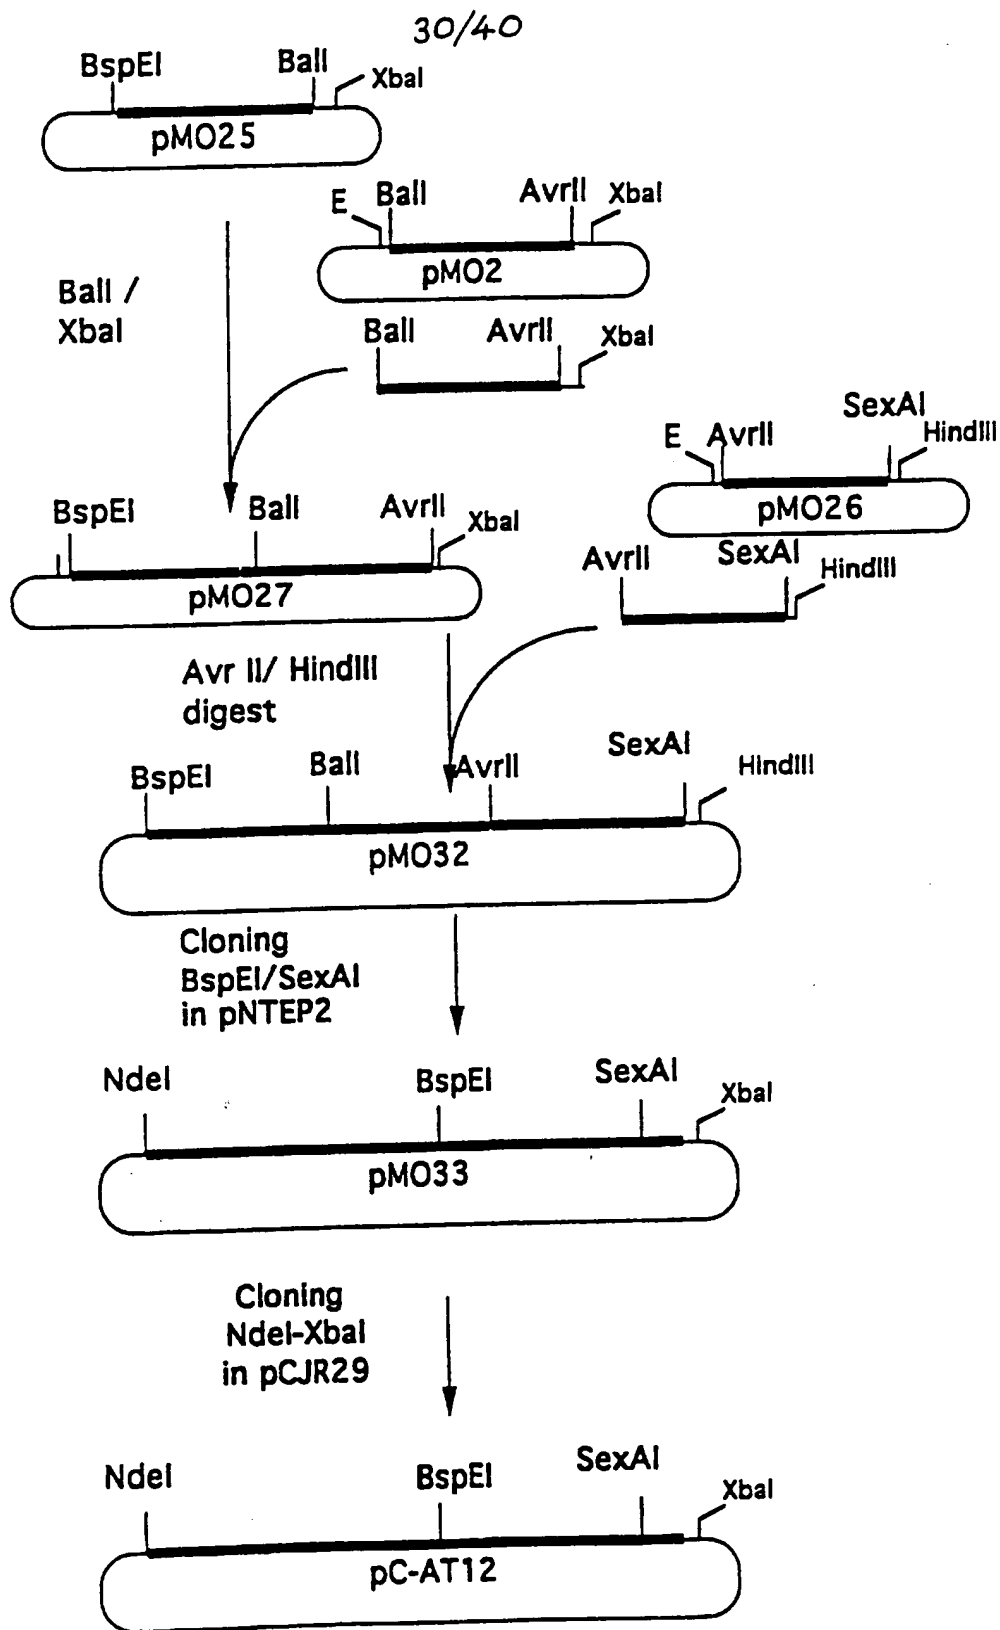 30/40
BspEI
BalI
XbaI
pMO25
E
BalI
AvrII
XbaI
pMO2
BalI /
XbaI
BalI
AvrII
XbaI
SexAI
E
AvrII
HindIII
pMO26
BspEI
BalI
AvrII
XbaI
pMO27
AvrII
SexAI
HindIII
Avr II/ HindIII
digest
BspEI
BalI
AvrII
SexAI
HindIII
pMO32
Cloning
BspEI/SexAI
in pNTEP2
NdeI
BspEI
SexAI
XbaI
pMO33
Cloning
NdeI-XbaI
in pCJR29
NdeI
BspEI
SexAI
XbaI
pC-AT12